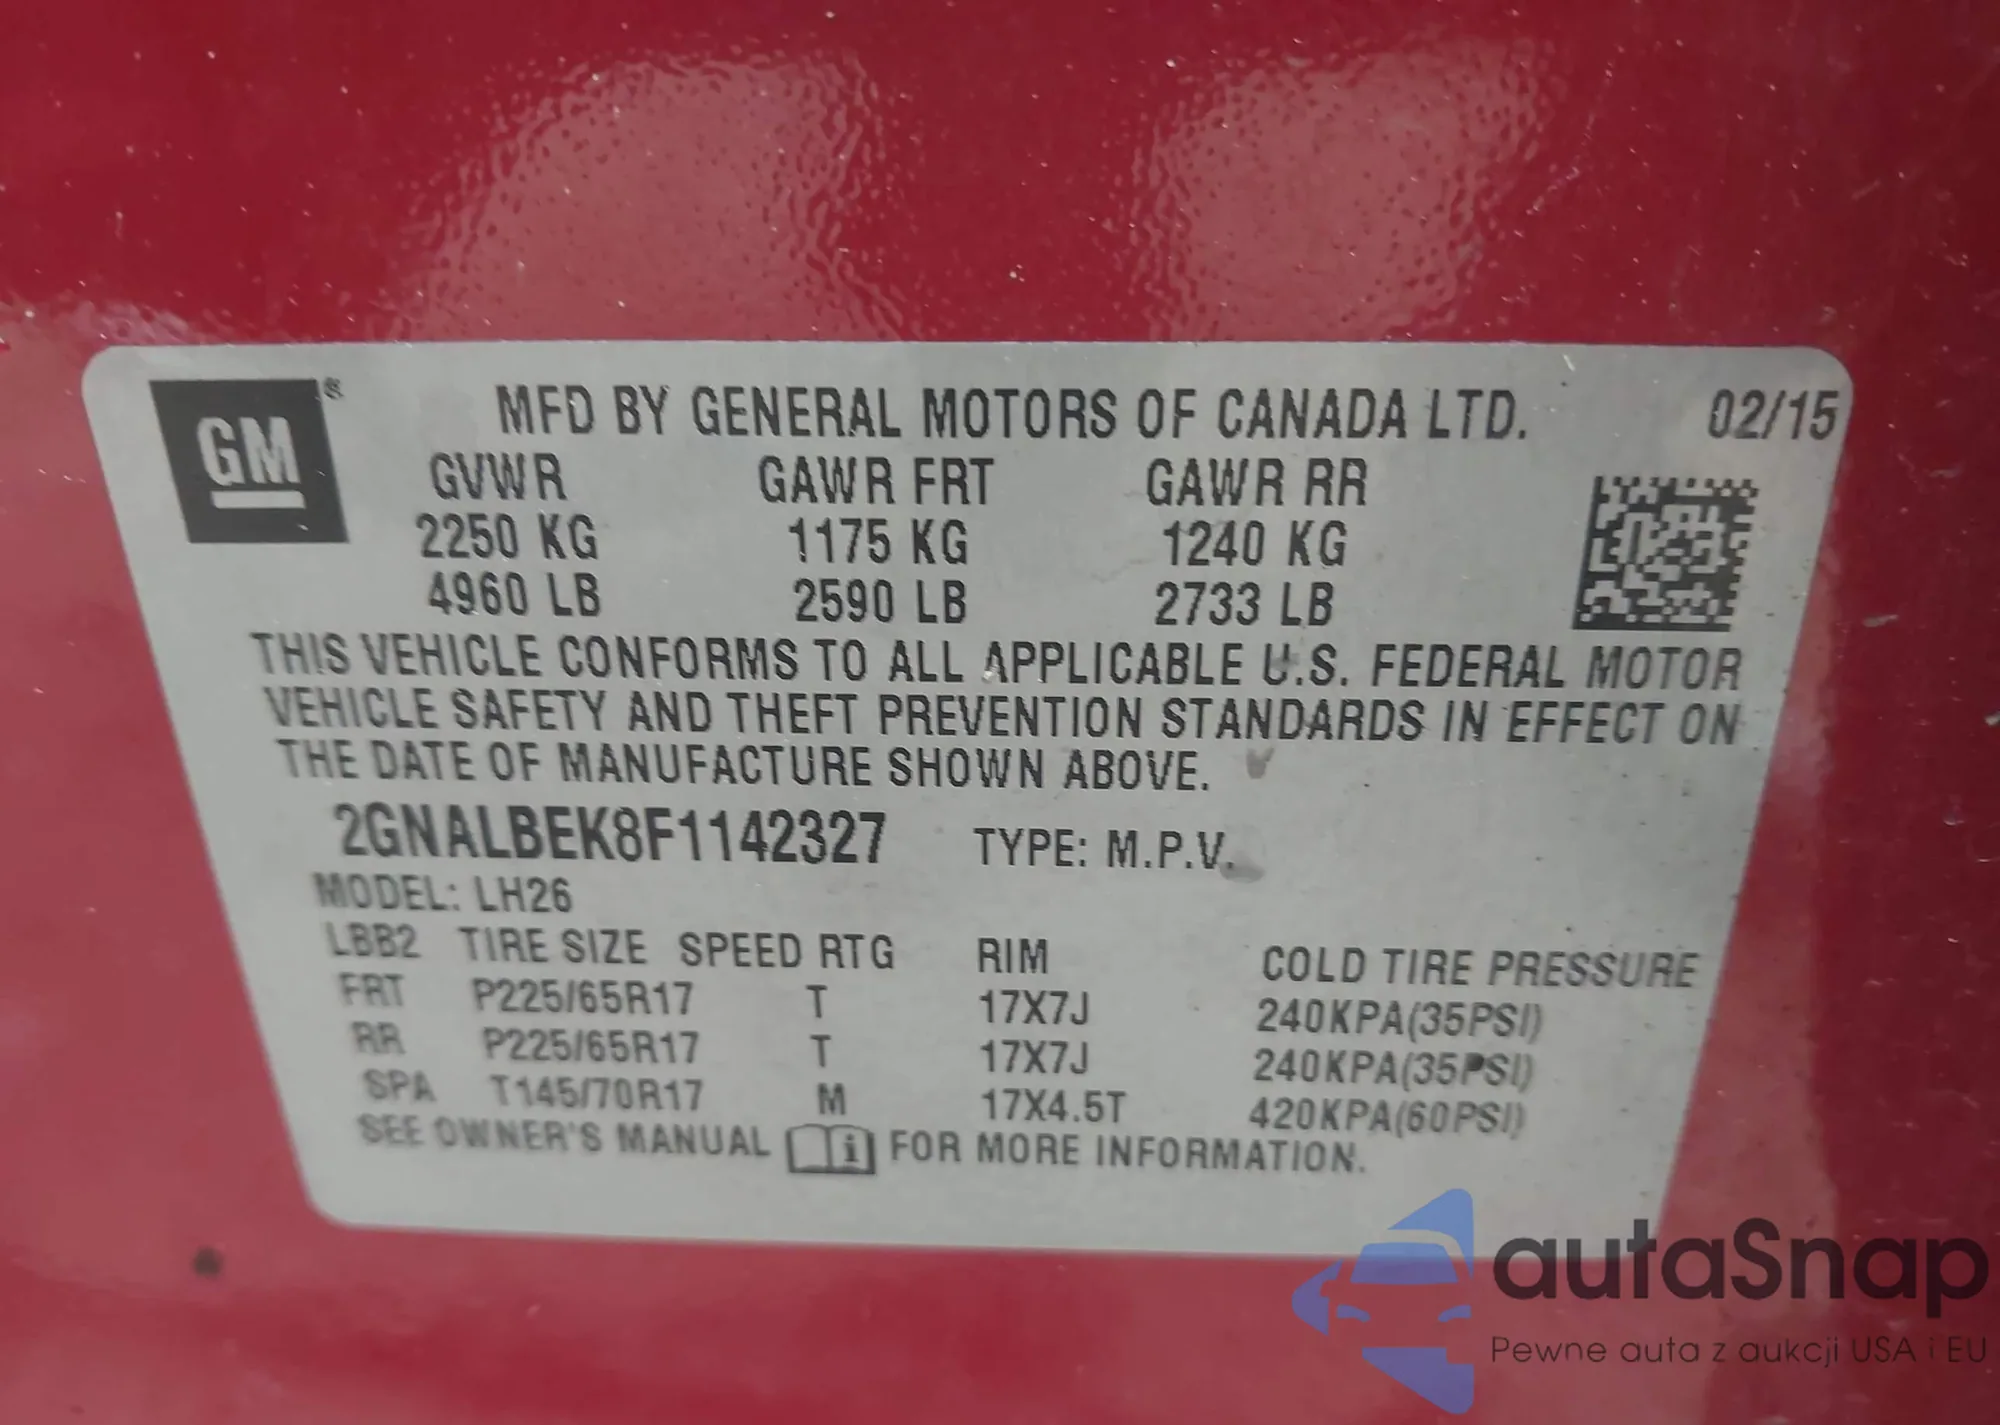 GM®
MFD BY GENERAL MOTORS OF CANADA LTD. 02/15
GVWR GAWR FRT GAWR RR
2250 KG 1175 KG 1240 KG
4960 LB 2590 LB 2733 LB
THIS VEHICLE CONFORMS TO ALL APPLICABLE U.S. FEDERAL MOTOR
VEHICLE SAFETY AND THEFT PREVENTION STANDARDS IN EFFECT ON
THE DATE OF MANUFACTURE SHOWN ABOVE.
2GNALBEK8F1142327 TYPE: M.P.V.
MODEL: LH26
LBB2 TIRE SIZE SPEED RTG RIM COLD TIRE PRESSURE
FRT P225/65R17 T 17X7J 240KPA(35PSI)
RR P225/65R17 T 17X7J 240KPA(35PSI)
SPA T145/70R17 M 17X4.5T 420KPA(60PSI)
SEE OWNER'S MANUAL i FOR MORE INFORMATION.
autaSnap
Pewne auta z aukcji USA i EU